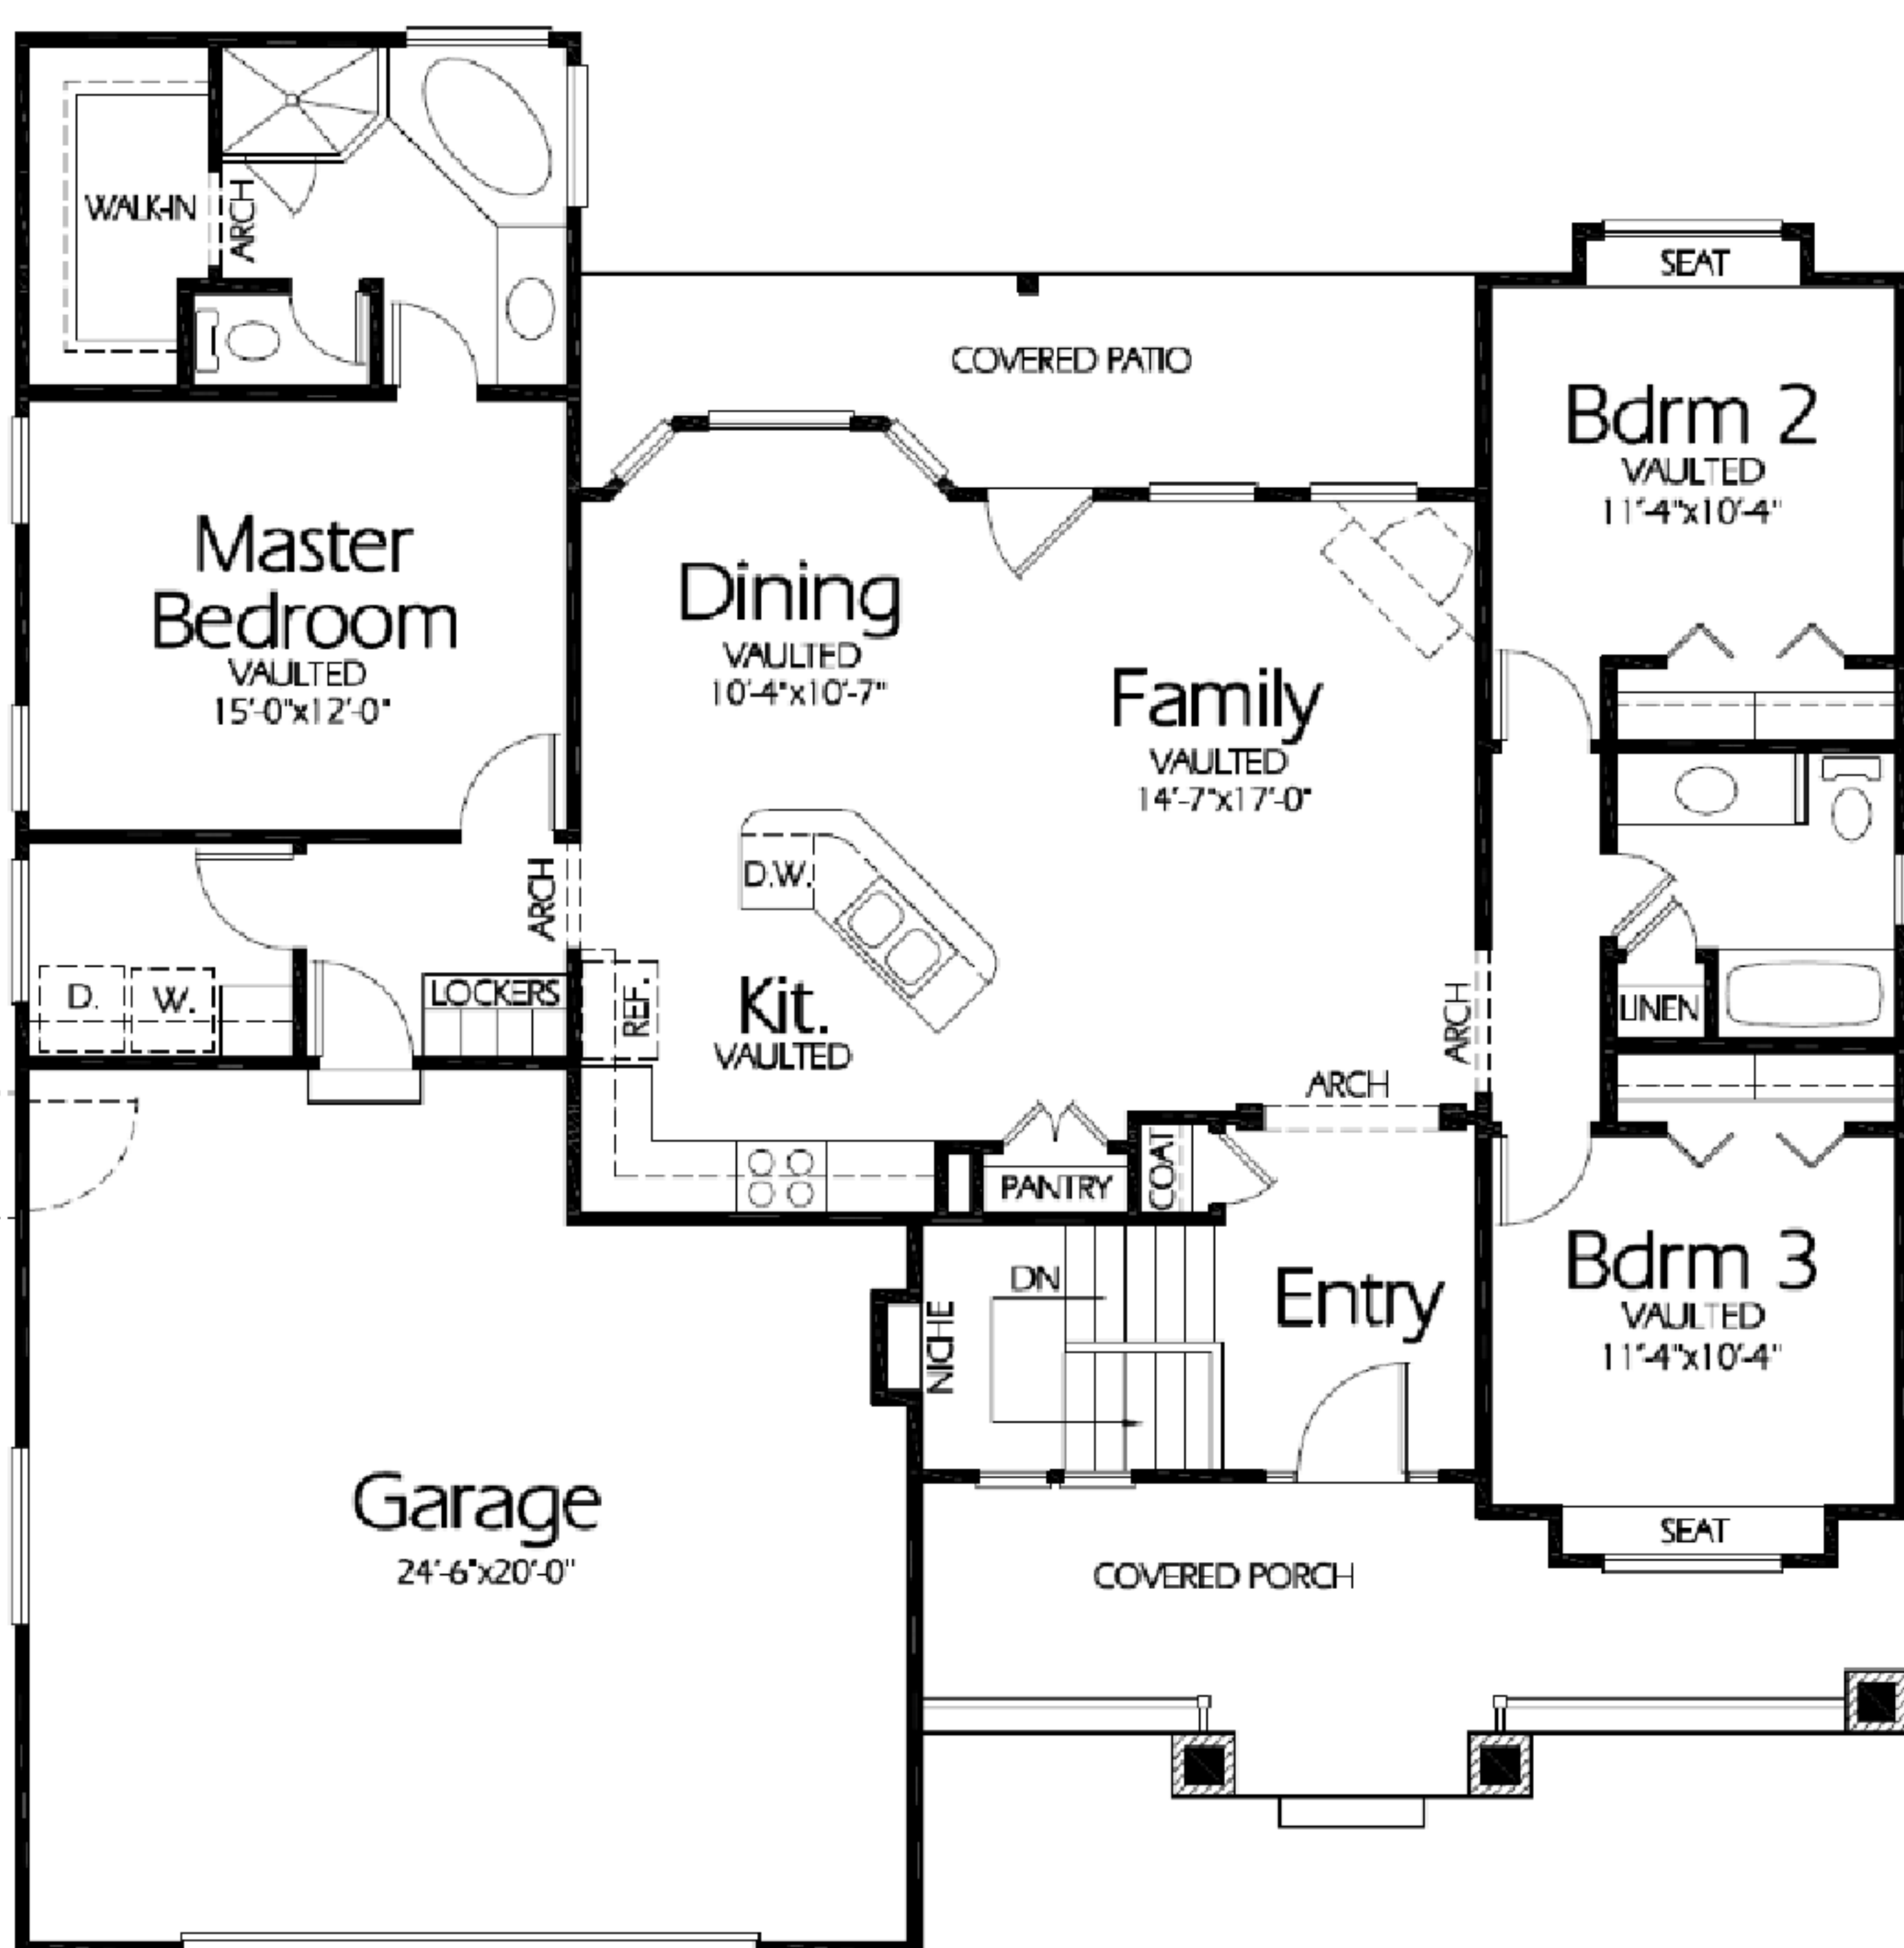 WALK-IN
ARCH
SEAT
COVERED PATIO
Bdrm 2
VAULTED
11'-4"x10'-4"
Master
Bedroom
VAULTED
15'-0"x12'-0"
Dining
VAULTED
10'-4"x10'-7"
Family
VAULTED
14'-7"x17'-0"
D.W.
ARCH
D.
W.
LOCKERS
REF.
Kit.
VAULTED
ARCH
LINEN
ARCH
PANTRY
COAT
DN
NICHE
Entry
Bdrm 3
VAULTED
11'-4"x10'-4"
Garage
24'-6"x20'-0"
SEAT
COVERED PORCH